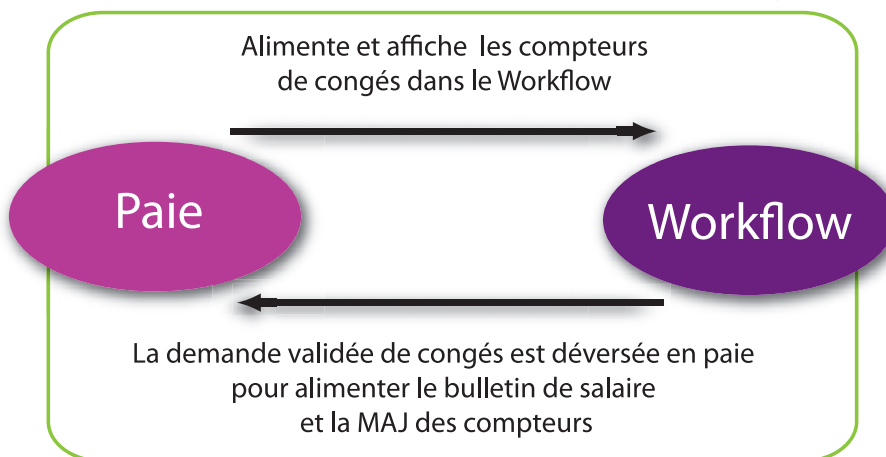 Alimente et affiche les compteurs
de congés dans le Workflow
Paie
Workflow
La demande validée de congés est déversée en paie
pour alimenter le bulletin de salaire
et la MAJ des compteurs